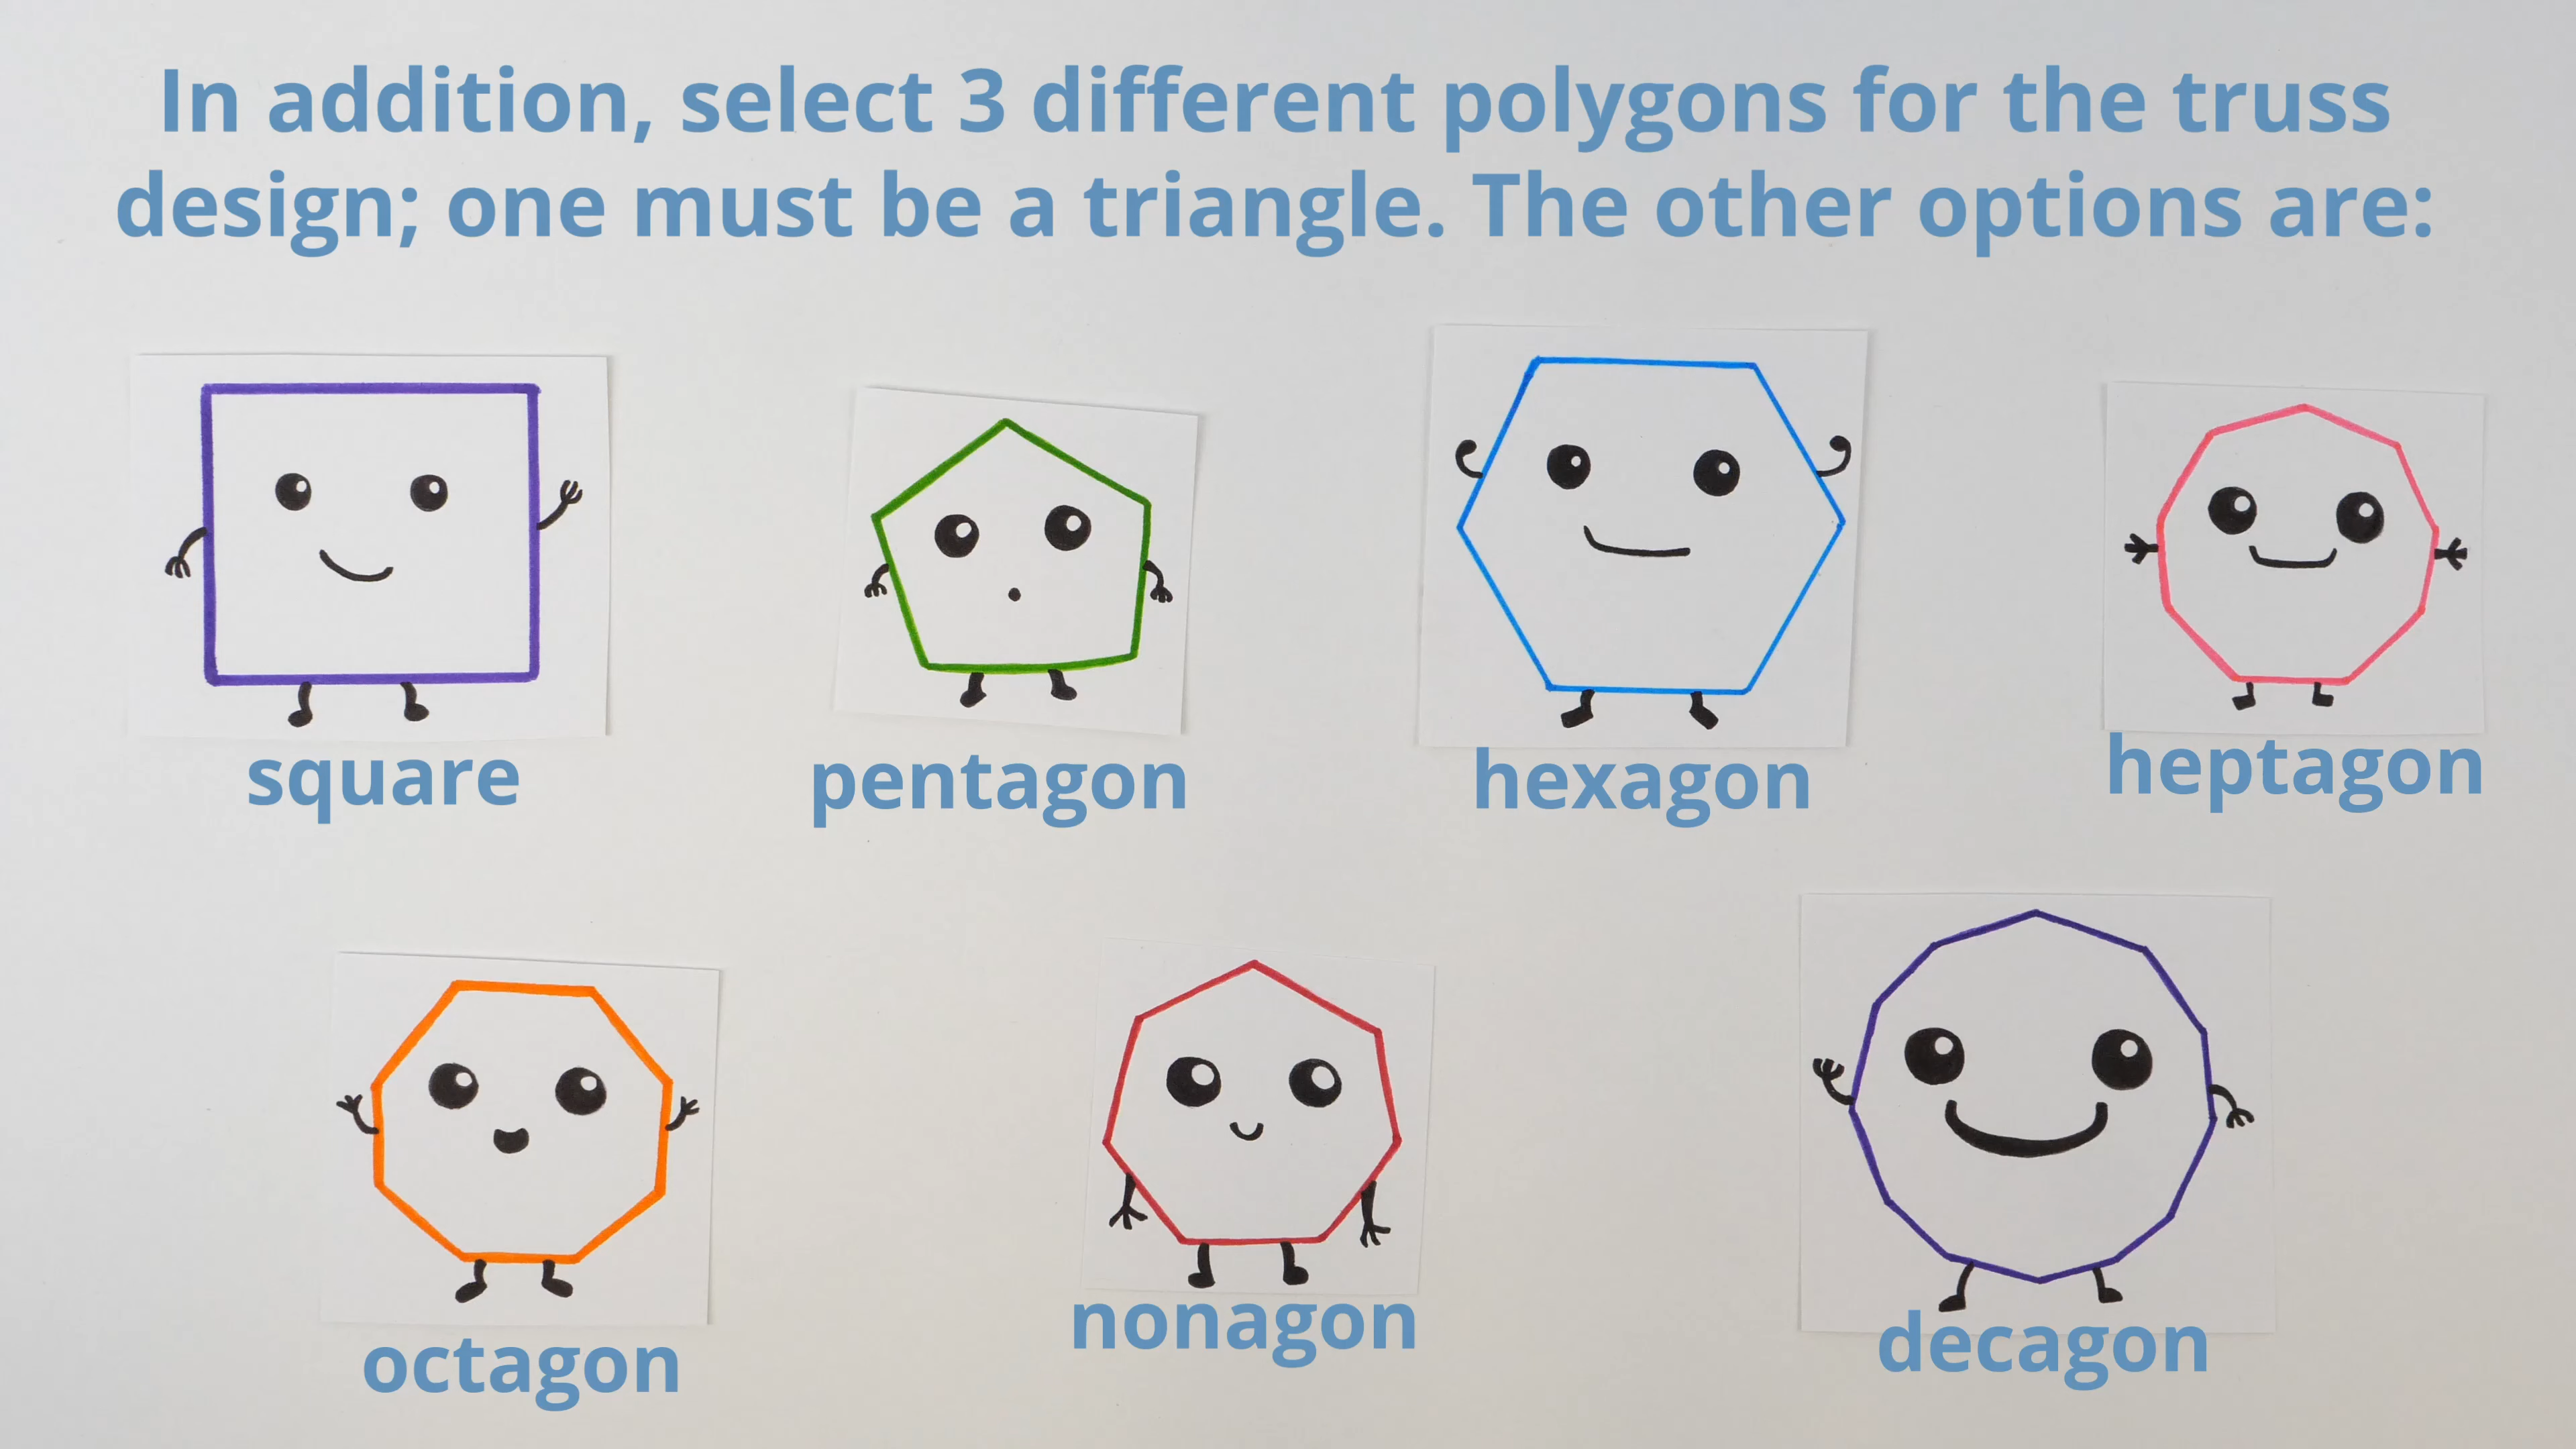 In addition, select 3 different polygons for the truss
design; one must be a triangle. The other options are:
square
pentagon
hexagon
heptagon
octagon
nonagon
decagon